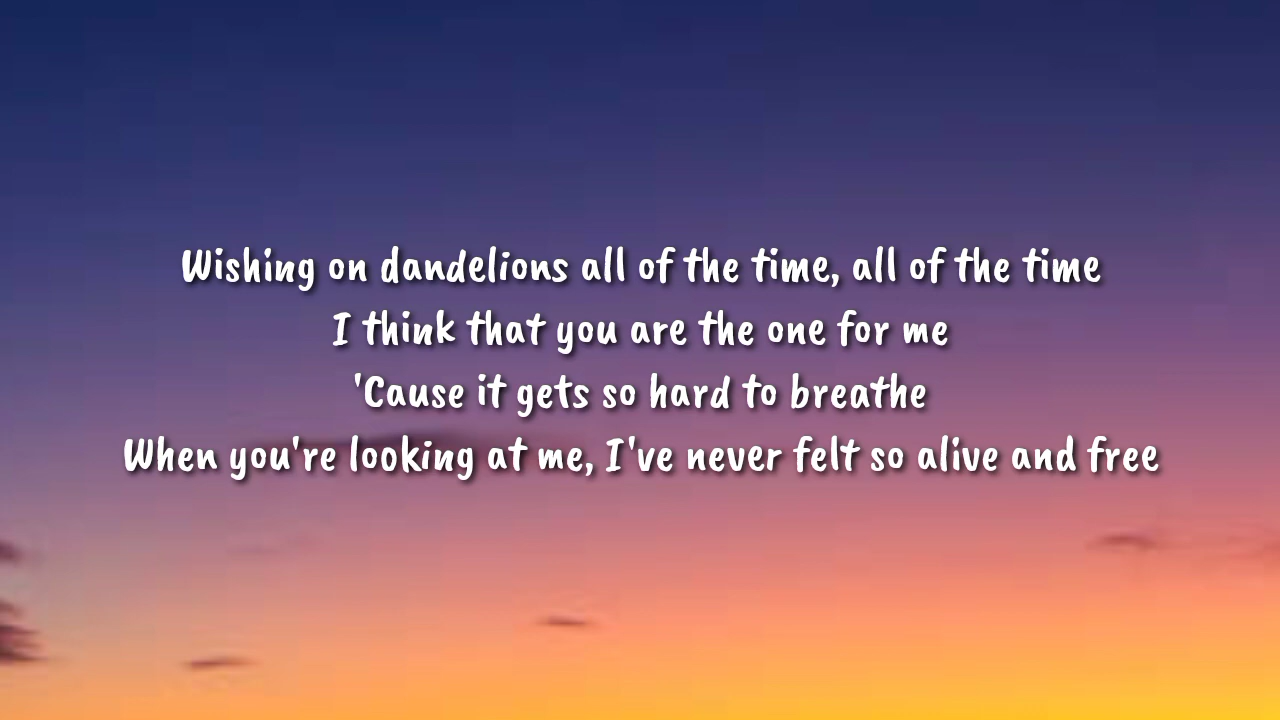 Wishing on dandelions all of the time, all of the time
I think that you are the one for me
'Cause it gets so hard to breathe
When you're looking at me, I've never felt so alive and free